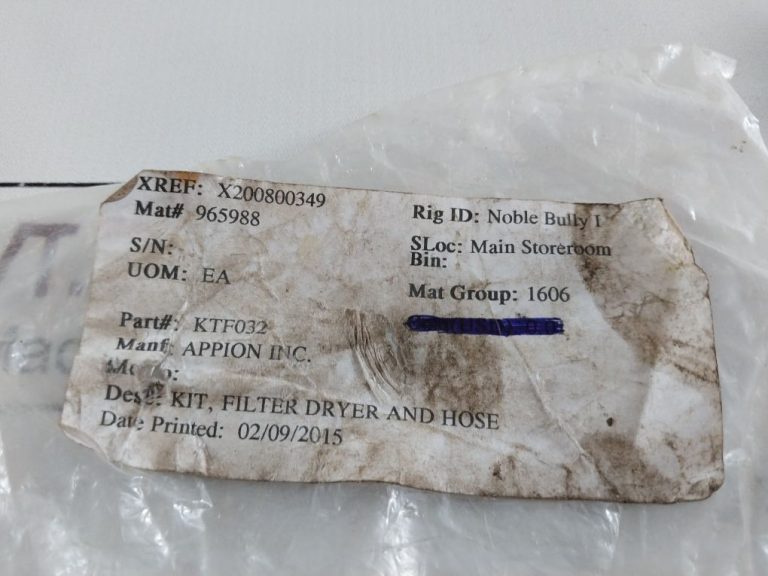 XREF: X200800349
Mat# 965988
S/N:
UOM: EA
Part#: KTF032
Manf: APPION INC.
Desc: KIT, FILTER DRYER AND HOSE
Date Printed: 02/09/2015
Rig ID: Noble Bully I
SLoc: Main Storeroom
Bin:
Mat Group: 1606